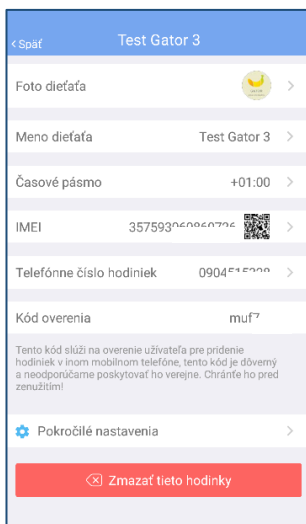 Späť
Test Gator 3
Foto dieťaťa
Meno dieťaťa Test Gator 3
Časové pásmo +01:00
IMEI
Telefónne číslo hodiniek
Kód overenia
Tento kód slúži na overenie užívateľa pre pridenie
hodiniek v inom mobilnom telefóne, tento kód je dôverný
a neodporúčame poskytovať ho verejne. Chráňte ho pred
zenužitím!
Pokročilé nastavenia
Zmazať tieto hodinky